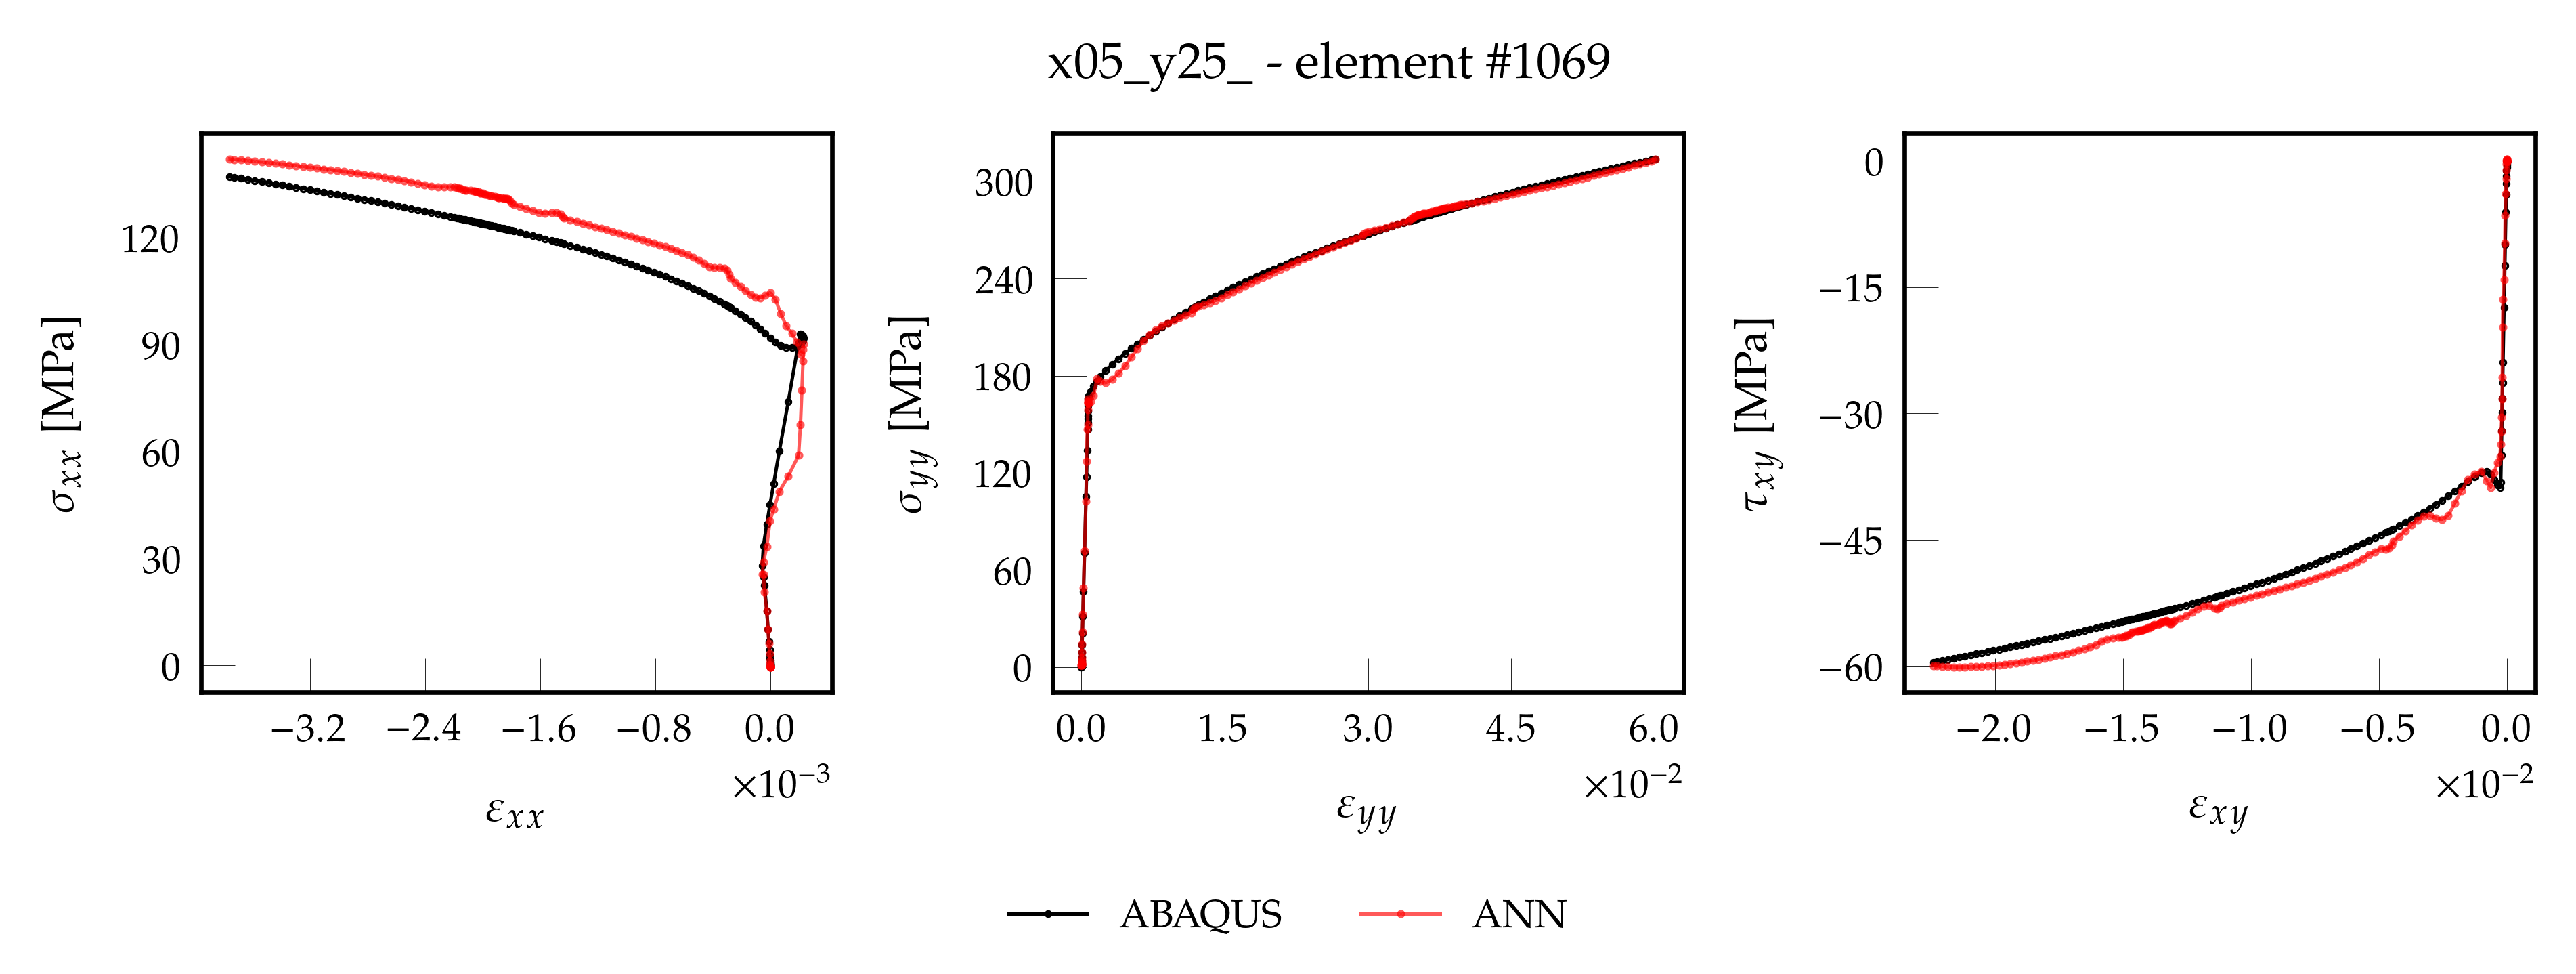 x05_y25_ - element #1069
σxx [MPa]
120
90
60
30
0
−3.2 −2.4 −1.6 −0.8 0.0
×10−3
εxx
σyy [MPa]
300
240
180
120
60
0
0.0 1.5 3.0 4.5 6.0
×10−2
εyy
τxy [MPa]
0
−15
−30
−45
−60
−2.0 −1.5 −1.0 −0.5 0.0
×10−2
εxy
ABAQUS ANN